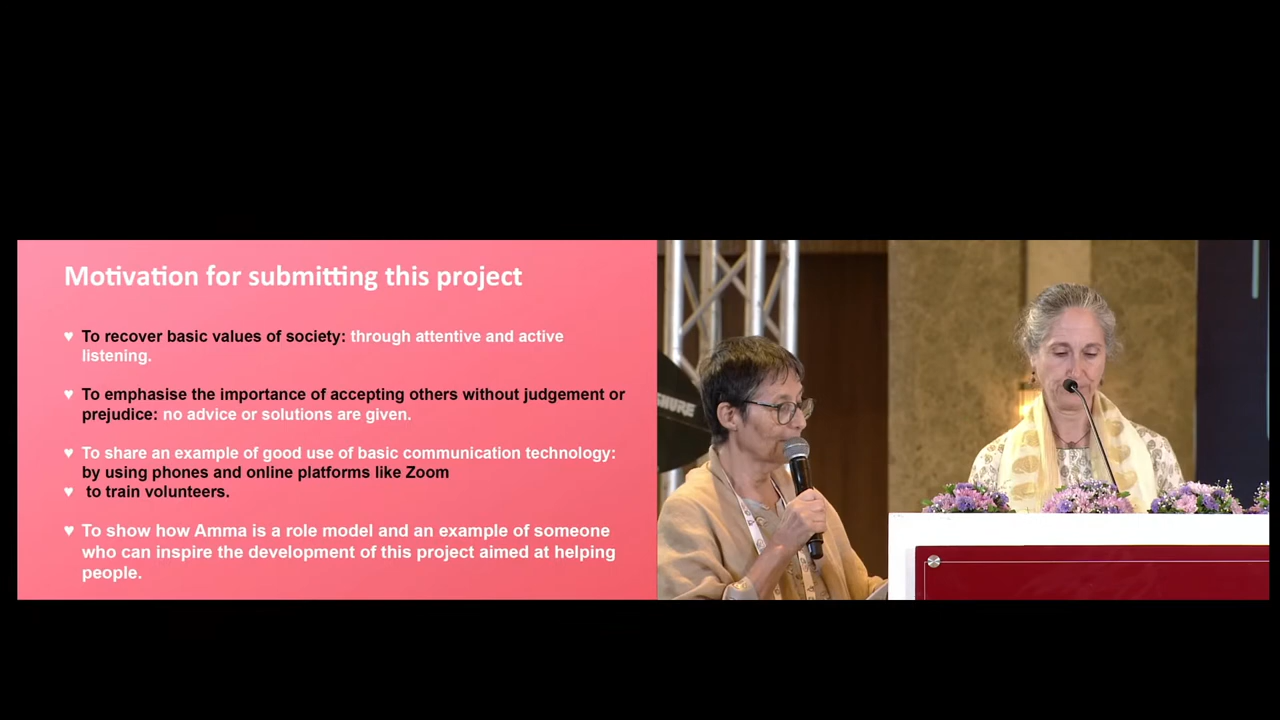 Motivation for submitting this project
♥ To recover basic values of society: through attentive and active
listening.
♥ To emphasise the importance of accepting others without judgement or
prejudice: no advice or solutions are given.
♥ To share an example of good use of basic communication technology:
by using phones and online platforms like Zoom
♥ to train volunteers.
♥ To show how Amma is a role model and an example of someone
who can inspire the development of this project aimed at helping
people.
SHURE